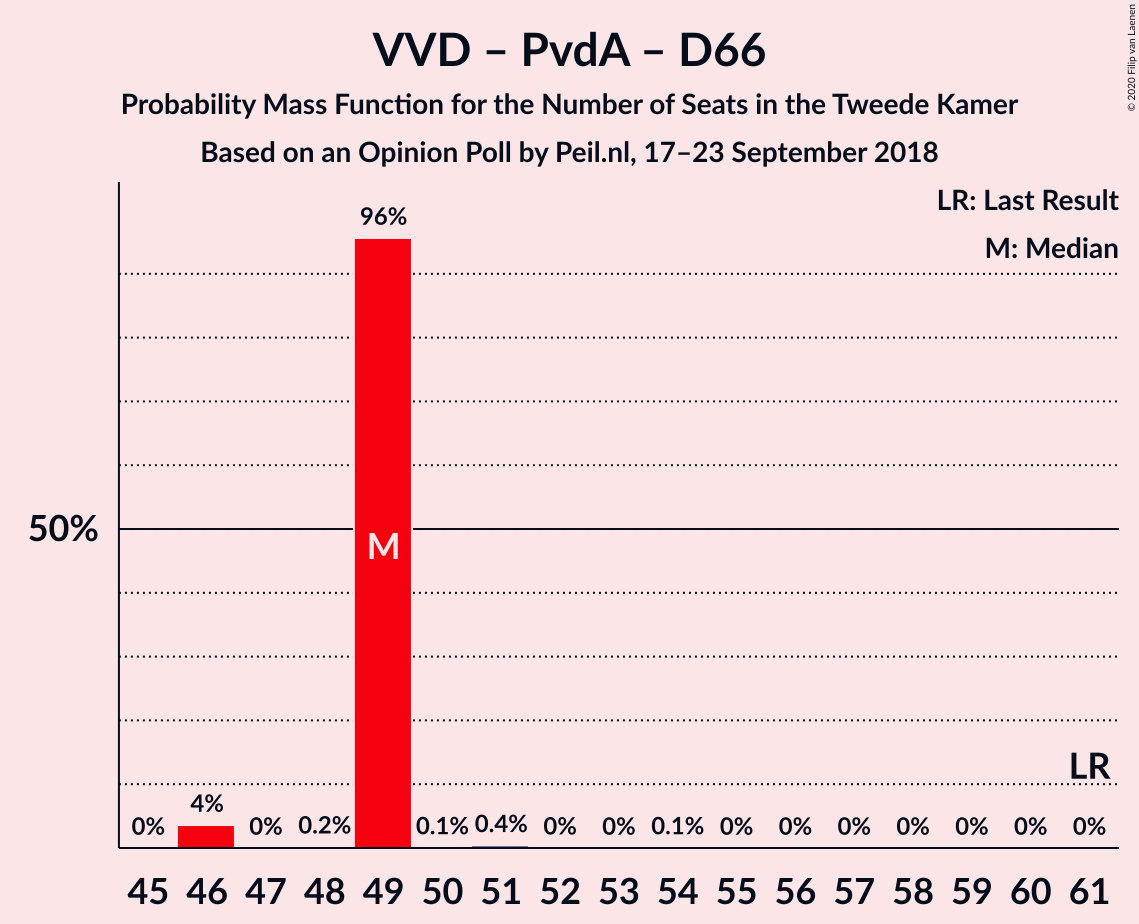 VVD – PvdA – D66
Probability Mass Function for the Number of Seats in the Tweede Kamer
Based on an Opinion Poll by Peil.nl, 17–23 September 2018
© 2020 Filip van Laenen
LR: Last Result
M: Median
96%
50%
M
LR
0% 4% 0% 0.2% 0.1% 0.4% 0% 0% 0.1% 0% 0% 0% 0% 0% 0% 0%
45 46 47 48 49 50 51 52 53 54 55 56 57 58 59 60 61